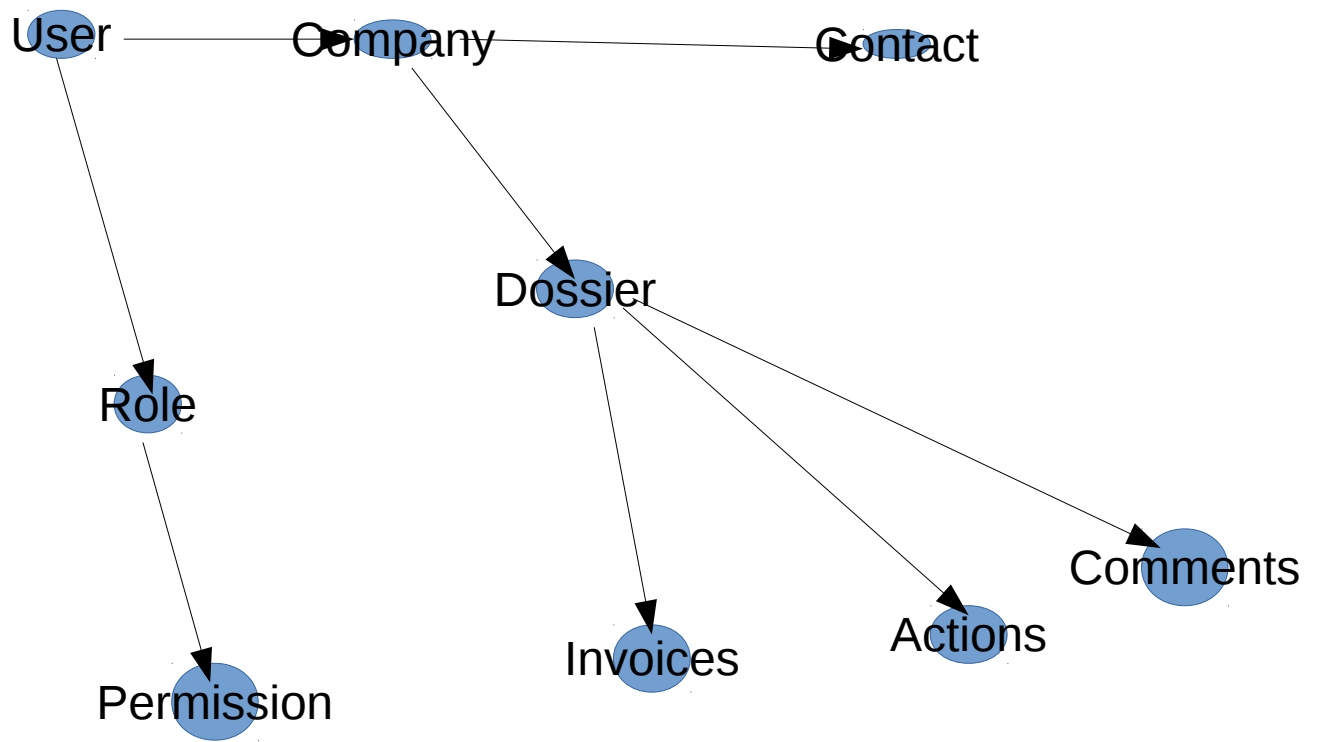 User
Company
Contact
Dossier
Role
Comments
Actions
Invoices
Permission